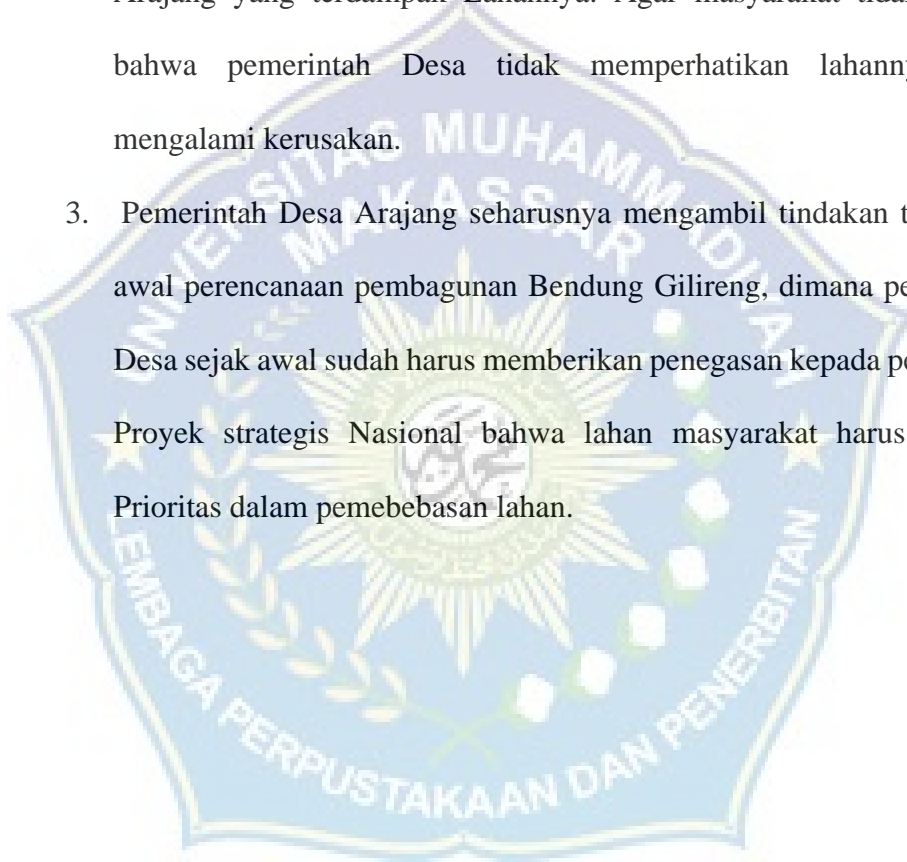 Arajang yang terdampak Lahannya. Agar masyarakat tidak
bahwa pemerintah Desa tidak memperhatikan
mengalami kerusakan.
3. Pemerintah Desa Arajang seharusnya mengambil tindakan
awal perencanaan pembagunan Bendung Gilireng, dimana
Desa sejak awal sudah harus memberikan penegasan kepada
Proyek strategis Nasional bahwa lahan masyarakat harus
Prioritas dalam pemebebasan lahan.
UNIVERSITAS MUHAMMADIYAH
MAKASSAR
LEMBAGA PERPUSTAKAAN DAN PENERBITAN